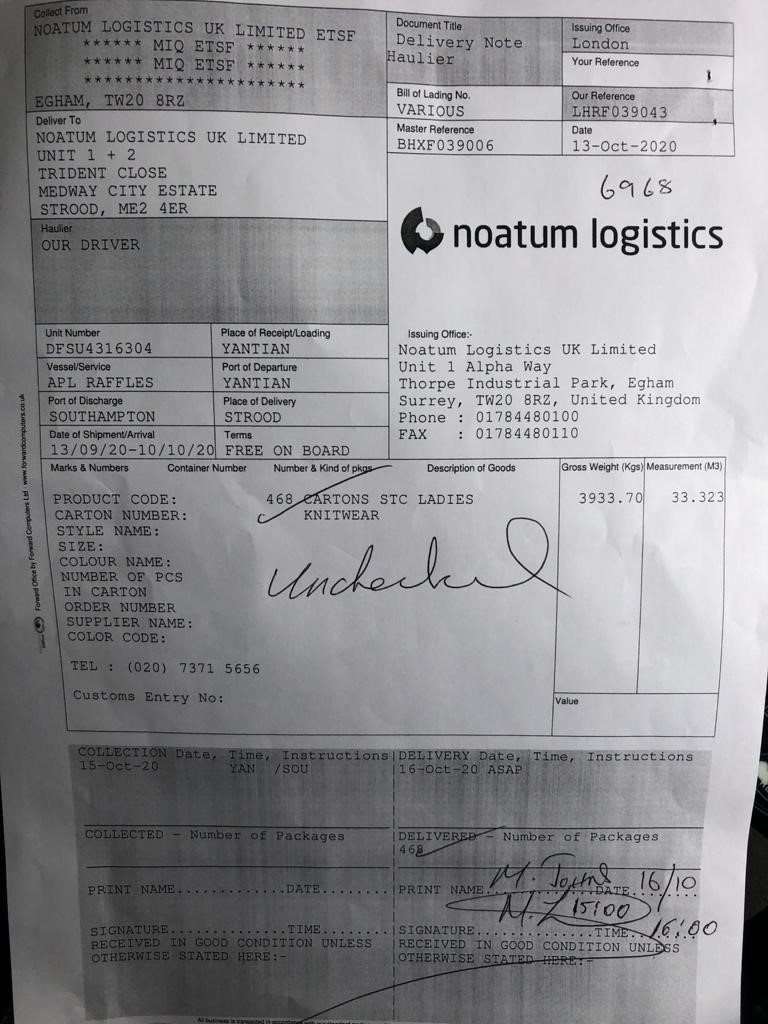 Collect From
NOATUM LOGISTICS UK LIMITED ETSF
****** MIQ ETSF ******
****** MIQ ETSF ******
**********************
EGHAM, TW20 8RZ
Document Title
Delivery Note
Haulier
Issuing Office
London
Your Reference
Bill of Lading No.
VARIOUS
Our Reference
LHRF039043
Master Reference
BHXF039006
Date
13-Oct-2020
Deliver To
NOATUM LOGISTICS UK LIMITED
UNIT 1 + 2
TRIDENT CLOSE
MEDWAY CITY ESTATE
STROOD, ME2 4ER
6968
noatum logistics
Haulier
OUR DRIVER
Unit Number
DFSU4316304
Place of Receipt/Loading
YANTIAN
Vessel/Service
APL RAFFLES
Port of Departure
YANTIAN
Port of Discharge
SOUTHAMPTON
Place of Delivery
STROOD
Date of Shipment/Arrival
13/09/20-10/10/20
Terms
FREE ON BOARD
Issuing Office:-
Noatum Logistics UK Limited
Unit 1 Alpha Way
Thorpe Industrial Park, Egham
Surrey, TW20 8RZ, United Kingdom
Phone : 01784480100
FAX : 01784480110
Marks & Numbers Container Number Number & Kind of pkgs Description of Goods Gross Weight (Kgs) Measurement (M3)
PRODUCT CODE: 468 CARTONS STC LADIES 3933.70 33.323
CARTON NUMBER: KNITWEAR
STYLE NAME:
SIZE:
COLOUR NAME:
NUMBER OF PCS
IN CARTON
ORDER NUMBER
SUPPLIER NAME:
COLOR CODE:
Unchecked
TEL : (020) 7371 5656
Customs Entry No:
Value
Forward Office by Forward Computers Ltd - www.forwardcomputers.co.uk
COLLECTION Date, Time, Instructions
15-Oct-20 YAN /SOU
DELIVERY Date, Time, Instructions
16-Oct-20 ASAP
COLLECTED - Number of Packages
DELIVERED - Number of Packages
468
PRINT NAME.............DATE........
PRINT NAME M. DATE 16/10
15:00
SIGNATURE..............TIME........
SIGNATURE..............TIME 16:00
RECEIVED IN GOOD CONDITION UNLESS
OTHERWISE STATED HERE:-
RECEIVED IN GOOD CONDITION UNLESS
OTHERWISE STATED HERE:-